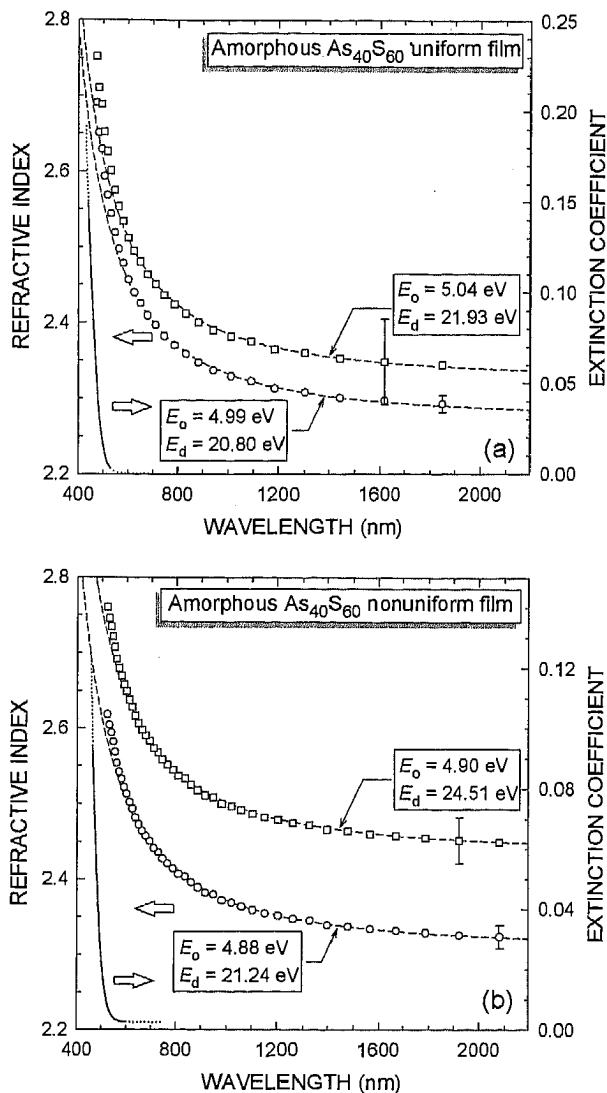 Amorphous As40S60 uniform film
2.8
2.6
2.4
2.2
REFRACTIVE INDEX
0.25
0.20
0.15
0.10
0.05
0.00
EXTINCTION COEFFICIENT
Eo = 5.04 eV
Ed = 21.93 eV
Eo = 4.99 eV
Ed = 20.80 eV
(a)
400 800 1200 1600 2000
WAVELENGTH (nm)
Amorphous As40S60 nonuniform film
2.8
2.6
2.4
2.2
REFRACTIVE INDEX
0.12
0.08
0.04
0.00
EXTINCTION COEFFICIENT
Eo = 4.90 eV
Ed = 24.51 eV
Eo = 4.88 eV
Ed = 21.24 eV
(b)
400 800 1200 1600 2000
WAVELENGTH (nm)